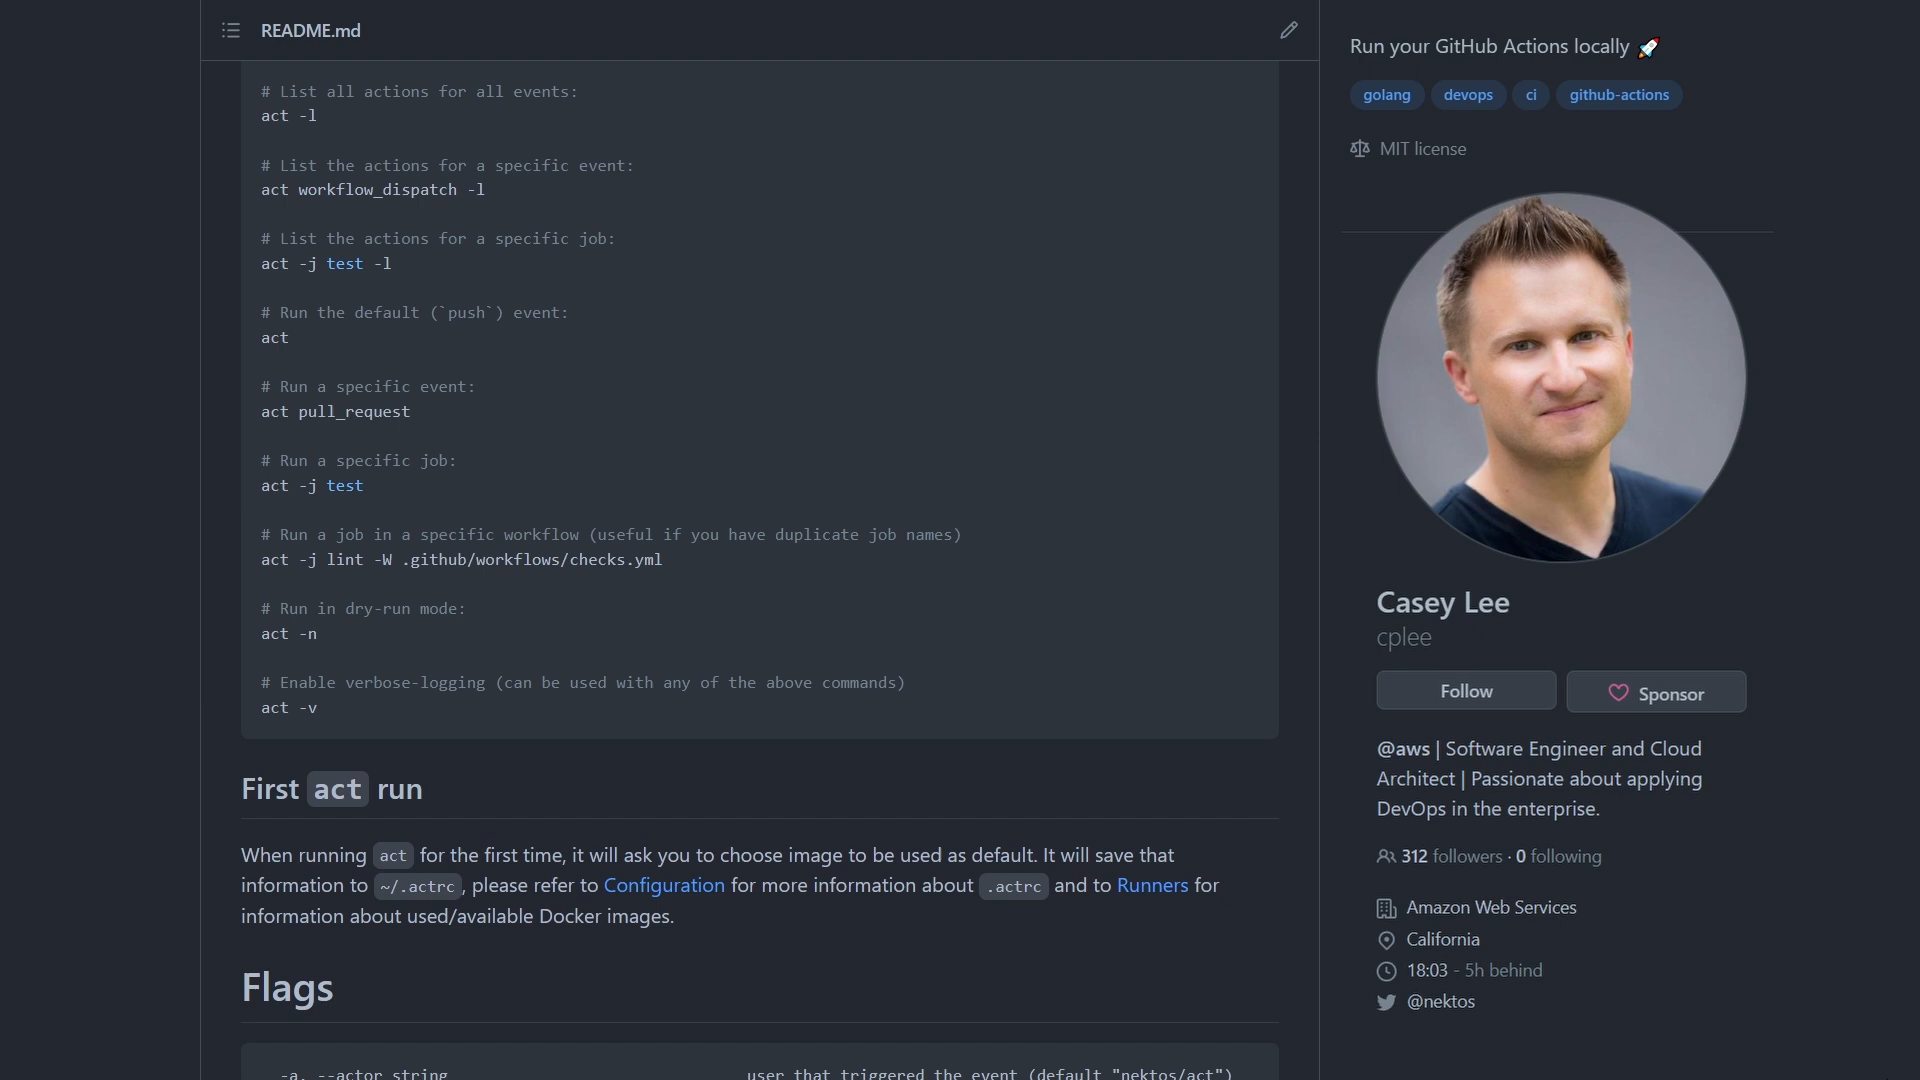 README.md
# List all actions for all events:
act -l
# List the actions for a specific event:
act workflow_dispatch -l
# List the actions for a specific job:
act -j test -l
# Run the default (`push`) event:
act
# Run a specific event:
act pull_request
# Run a specific job:
act -j test
# Run a job in a specific workflow (useful if you have duplicate job names)
act -j lint -W .github/workflows/checks.yml
# Run in dry-run mode:
act -n
# Enable verbose-logging (can be used with any of the above commands)
act -v
First act run
When running act for the first time, it will ask you to choose image to be used as default. It will save that
information to ~/.actrc, please refer to Configuration for more information about .actrc and to Runners for
information about used/available Docker images.
Flags
-a, --actor string user that triggered the event (default "nektos/act")
Run your GitHub Actions locally 🚀
golang devops ci github-actions
MIT license
Casey Lee
cplee
Follow Sponsor
@aws | Software Engineer and Cloud
Architect | Passionate about applying
DevOps in the enterprise.
312 followers · 0 following
Amazon Web Services
California
18:03 - 5h behind
@nektos